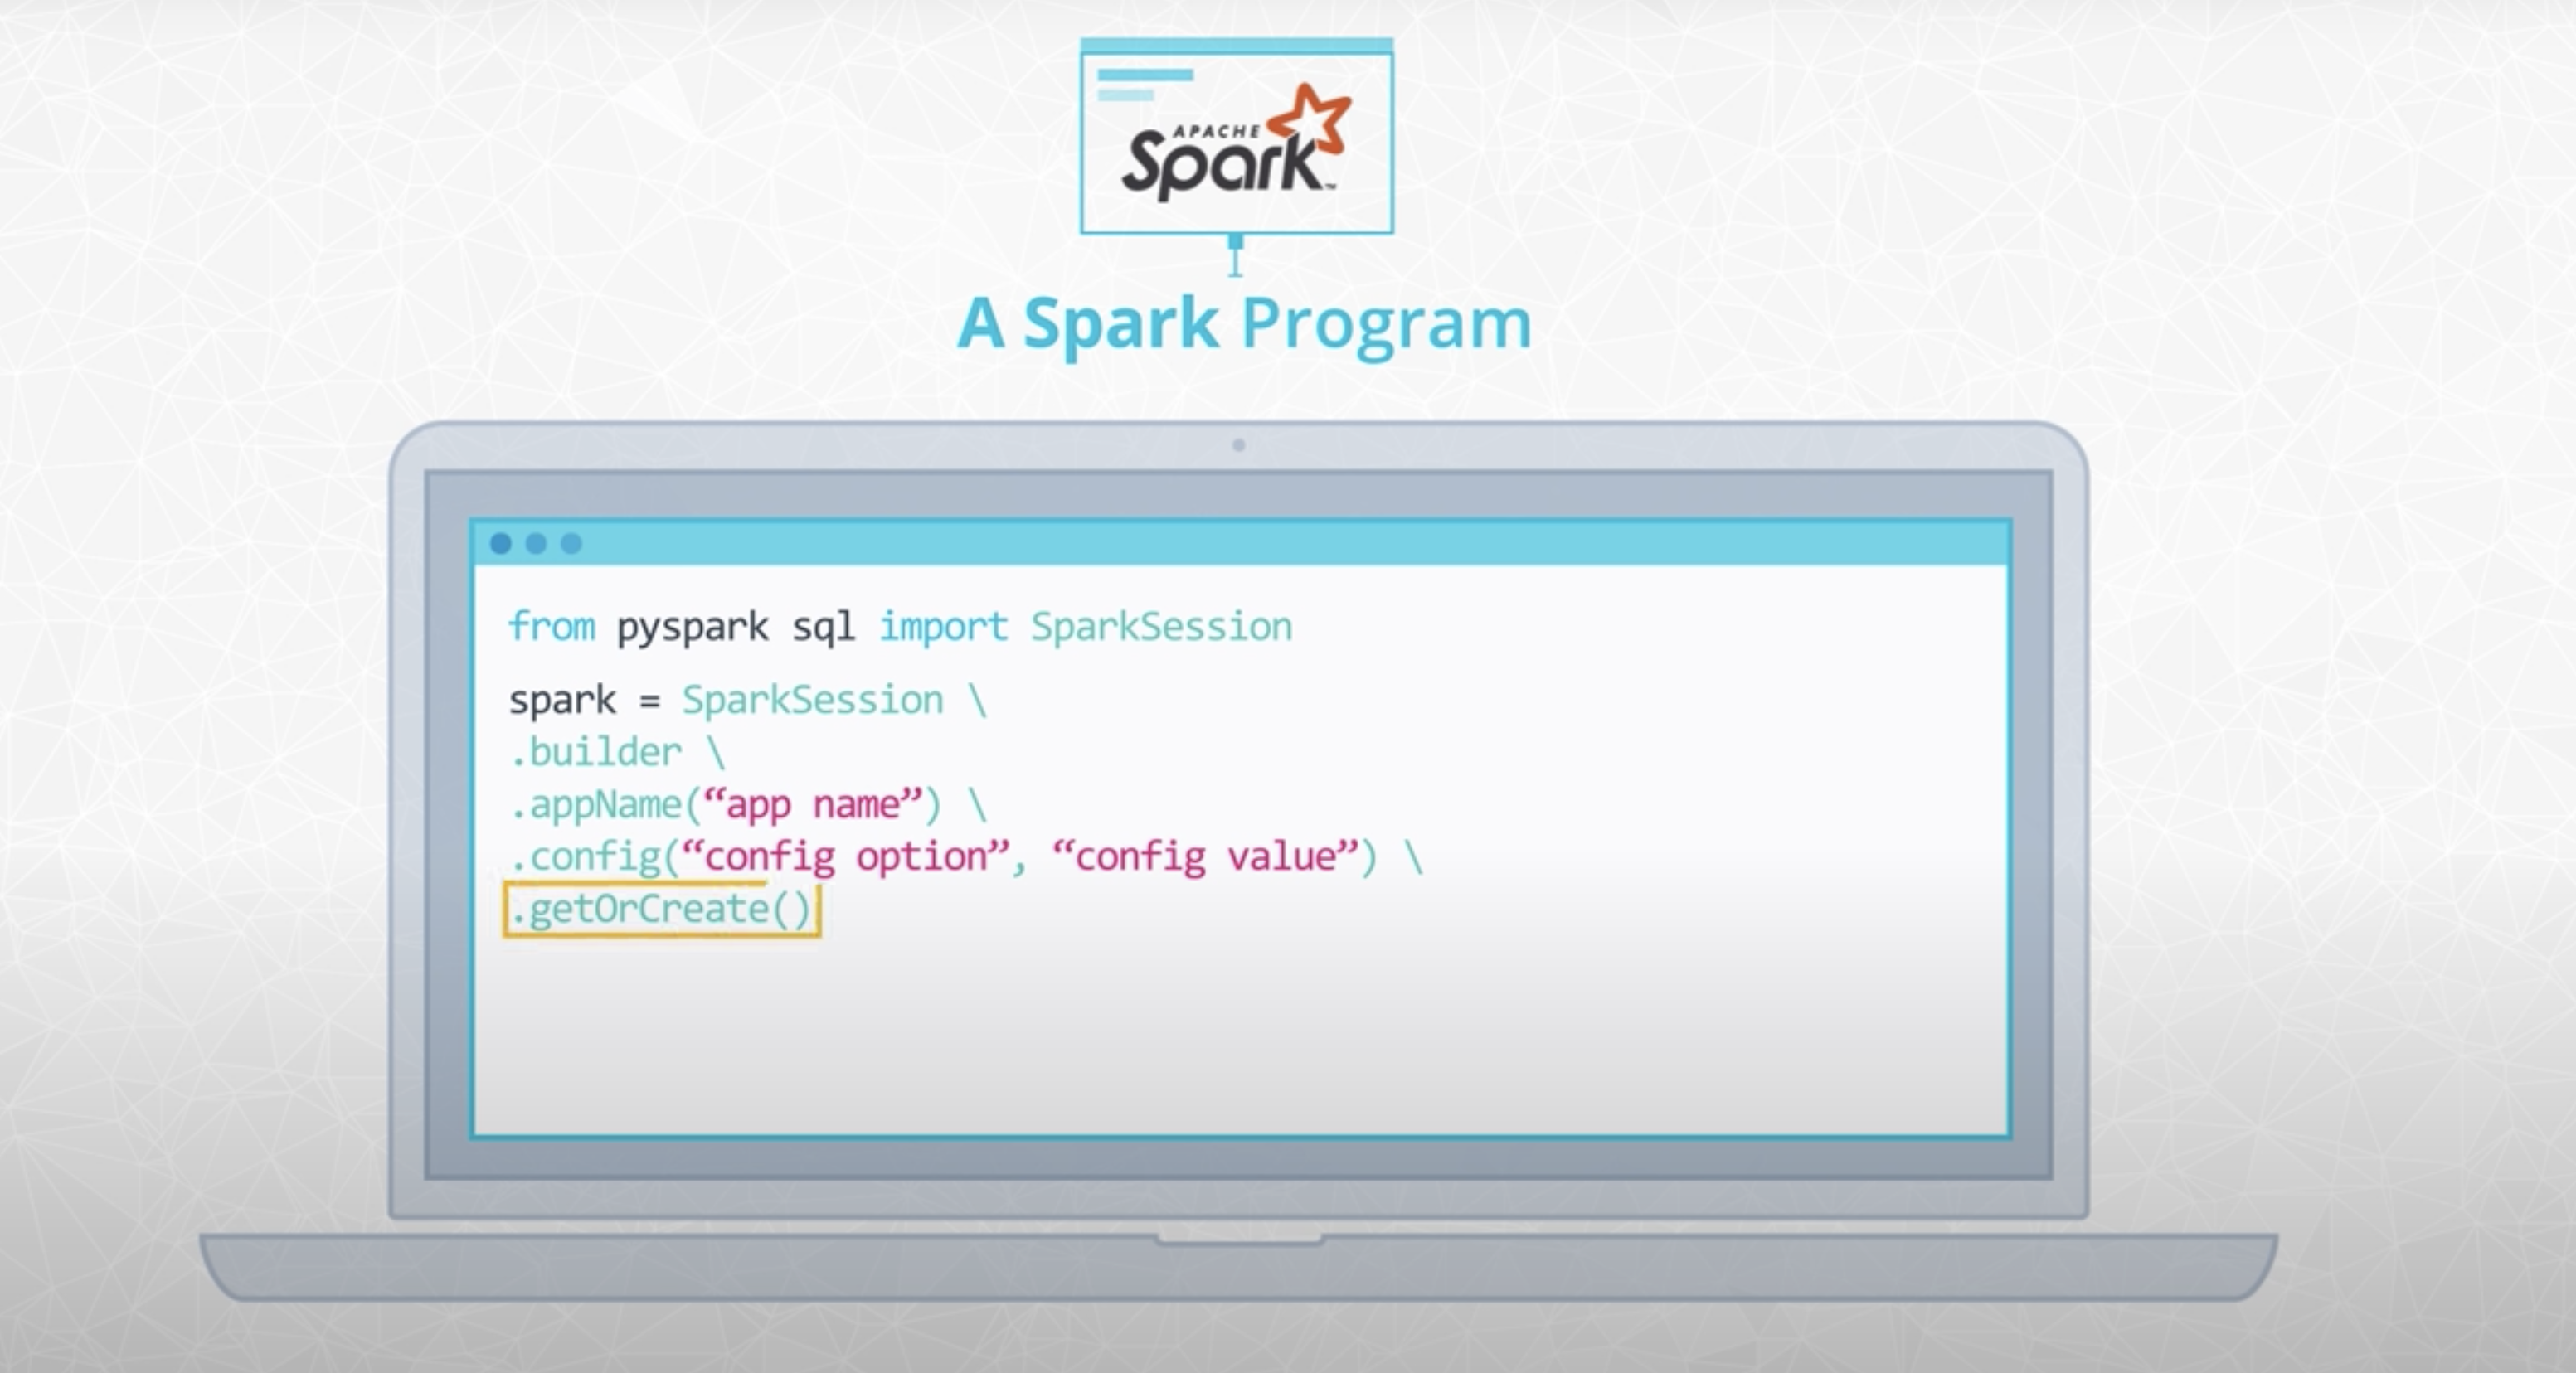 APACHE
Spark™
A Spark Program
from pyspark sql import SparkSession
spark = SparkSession \
.builder \
.appName(“app name”) \
.config(“config option”, “config value”) \
.getOrCreate()